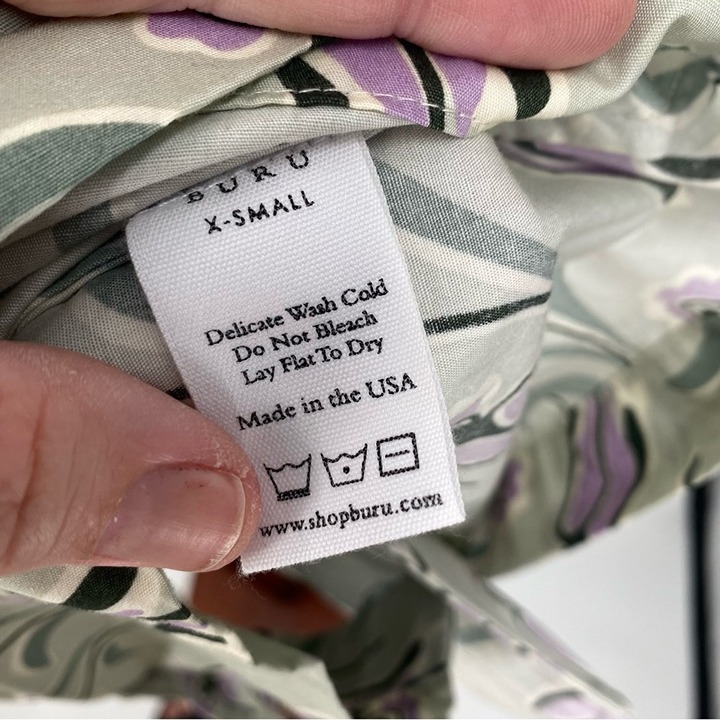 BURU
X-SMALL
Delicate Wash Cold
Do Not Bleach
Lay Flat To Dry
Made in the USA
www.shopburu.com